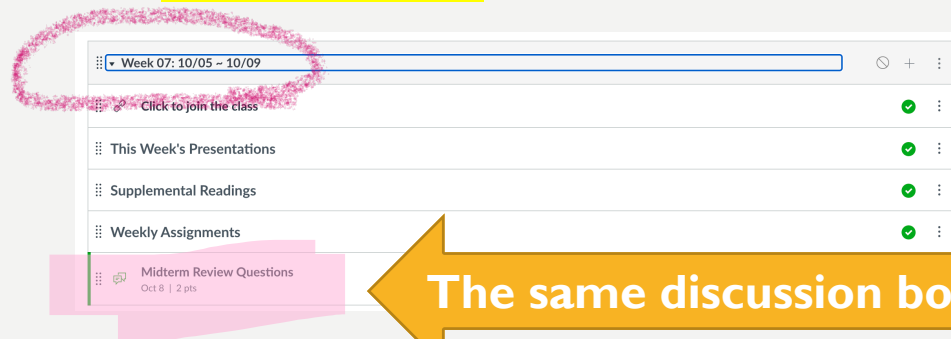 Week 07: 10/05 ~ 10/09
Click to join the class
This Week's Presentations
Supplemental Readings
Weekly Assignments
Midterm Review Questions
Oct 8 | 2 pts
The same discussion bo